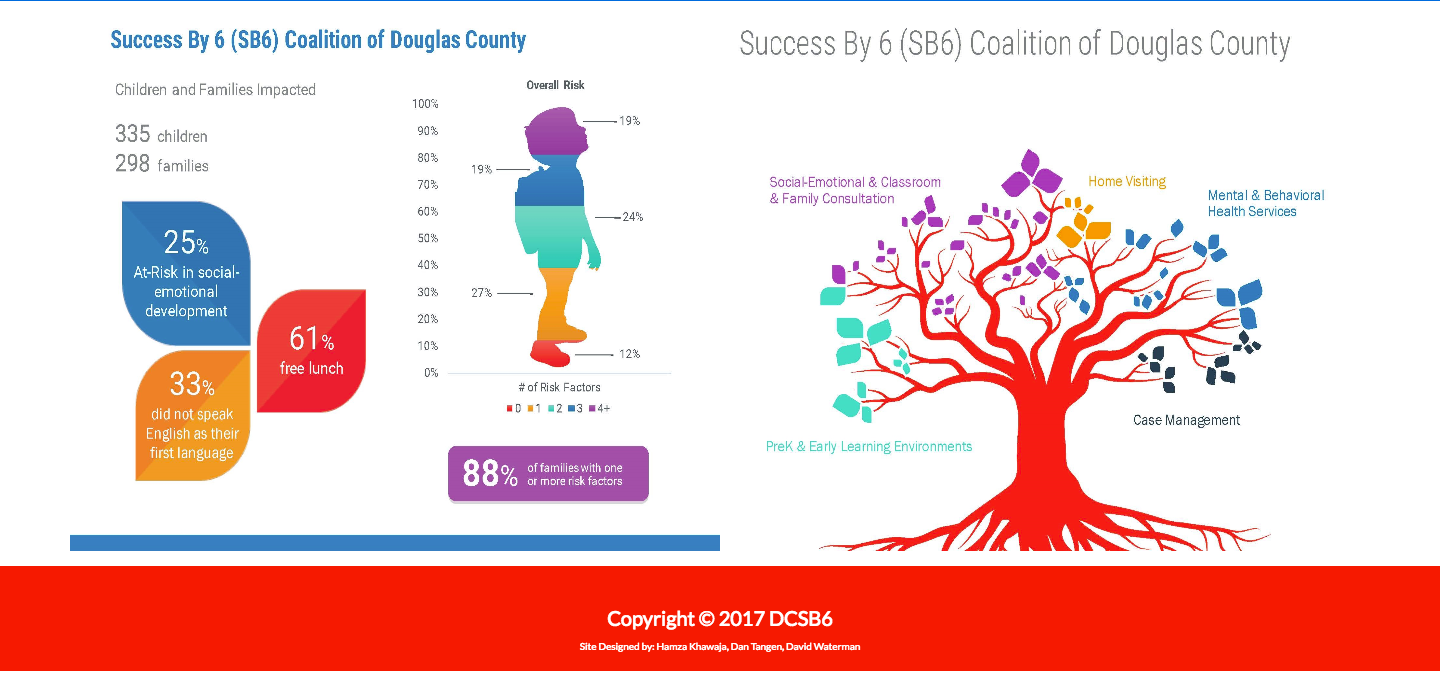 Success By 6 (SB6) Coalition of Douglas County
Children and Families Impacted
335 children
298 families
25%
At-Risk in social-
emotional
development
61%
free lunch
33%
did not speak
English as their
first language
Overall Risk
100%
90%
80%
70%
60%
50%
40%
30%
20%
10%
0%
19%
19%
24%
27%
12%
# of Risk Factors
0 1 2 3 4+
88% of families with one
or more risk factors
Success By 6 (SB6) Coalition of Douglas County
Social-Emotional & Classroom
& Family Consultation
Home Visiting
Mental & Behavioral
Health Services
Case Management
PreK & Early Learning Environments
Copyright © 2017 DCSB6
Site Designed by: Hamza Khawaja, Dan Tangen, David Waterman